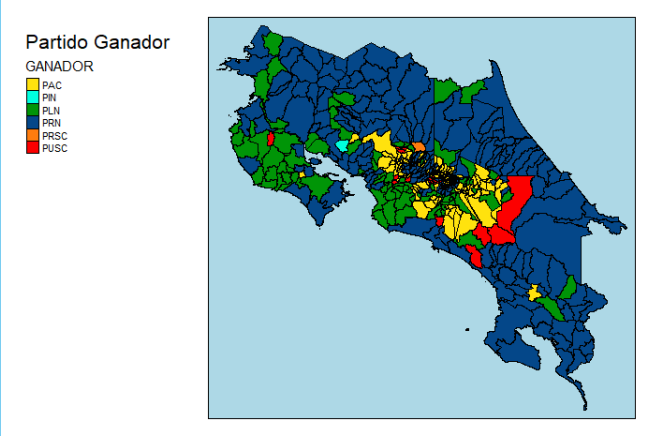 Partido Ganador
GANADOR
PAC
PIN
PLN
PRN
PRSC
PUSC